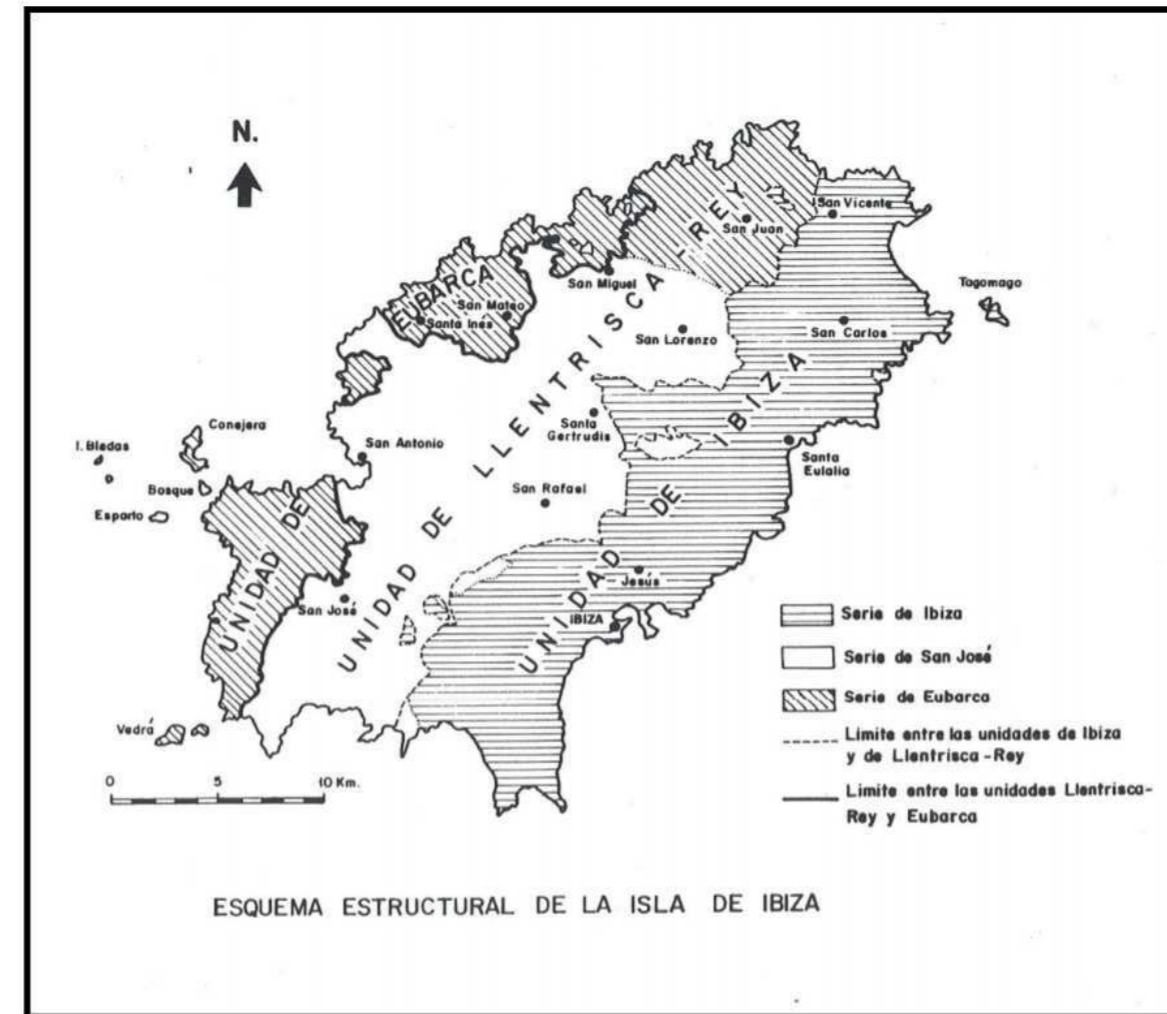 N.
San Vicente
San Juan
Tagomago
San Miguel
San Mateo
Santa Inés
San Carlos
San Lorenzo
Conejera
I. Bledas
San Antonio
Santa
Gertrudis
Santa
Eulalia
Bosque
Esparto
San Rafael
Jesús
San José
IBIZA
Vedrá
UNIDAD DE EUBARCA
UNIDAD DE LLENTRISCA - REY
UNIDAD DE IBIZA
0 5 10 Km.
Serie de Ibiza
Serie de San José
Serie de Eubarca
Limite entre las unidades de Ibiza
y de Llentrisca - Rey
Limite entre las unidades Llentrisca-
Rey y Eubarca
ESQUEMA ESTRUCTURAL DE LA ISLA DE IBIZA